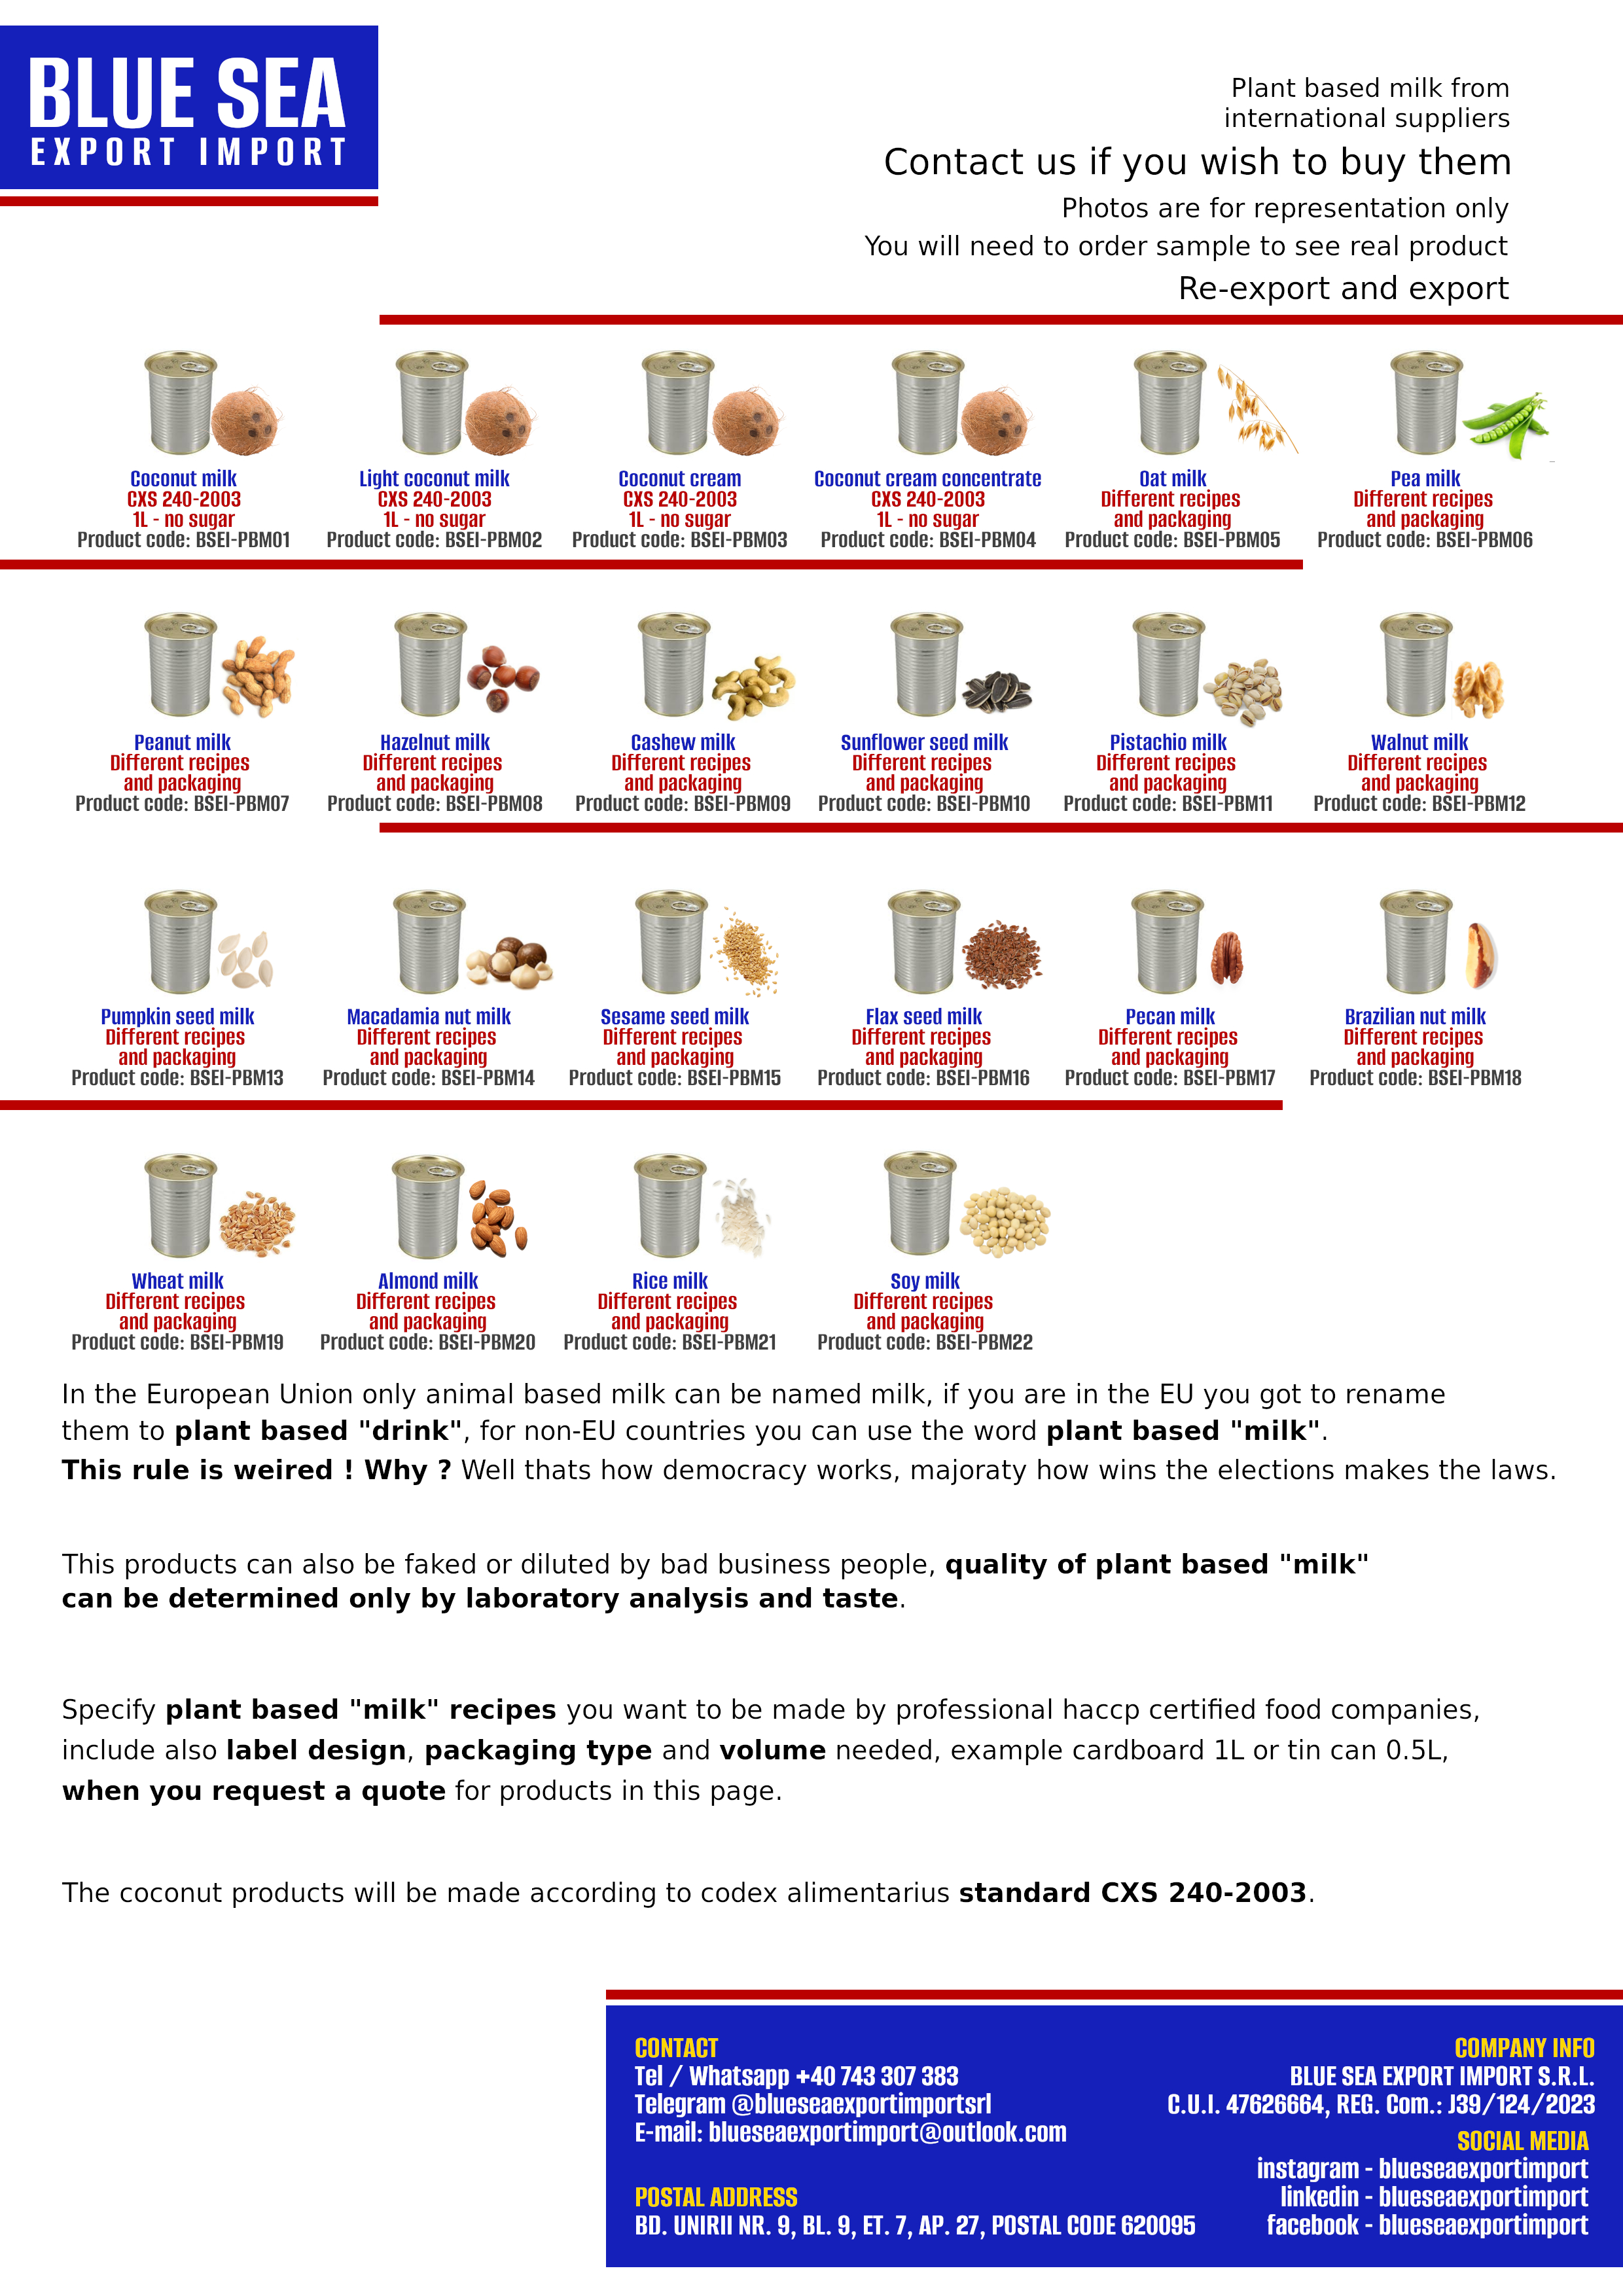 BLUE SEA
EXPORT IMPORT
Plant based milk from
international suppliers
Contact us if you wish to buy them
Photos are for representation only
You will need to order sample to see real product
Re-export and export
Coconut milk
CXS 240-2003
1L - no sugar
Product code: BSEI-PBM01
Light coconut milk
CXS 240-2003
1L - no sugar
Product code: BSEI-PBM02
Coconut cream
CXS 240-2003
1L - no sugar
Product code: BSEI-PBM03
Coconut cream concentrate
CXS 240-2003
1L - no sugar
Product code: BSEI-PBM04
Oat milk
Different recipes
and packaging
Product code: BSEI-PBM05
Pea milk
Different recipes
and packaging
Product code: BSEI-PBM06
Peanut milk
Different recipes
and packaging
Product code: BSEI-PBM07
Hazelnut milk
Different recipes
and packaging
Product code: BSEI-PBM08
Cashew milk
Different recipes
and packaging
Product code: BSEI-PBM09
Sunflower seed milk
Different recipes
and packaging
Product code: BSEI-PBM10
Pistachio milk
Different recipes
and packaging
Product code: BSEI-PBM11
Walnut milk
Different recipes
and packaging
Product code: BSEI-PBM12
Pumpkin seed milk
Different recipes
and packaging
Product code: BSEI-PBM13
Macadamia nut milk
Different recipes
and packaging
Product code: BSEI-PBM14
Sesame seed milk
Different recipes
and packaging
Product code: BSEI-PBM15
Flax seed milk
Different recipes
and packaging
Product code: BSEI-PBM16
Pecan milk
Different recipes
and packaging
Product code: BSEI-PBM17
Brazilian nut milk
Different recipes
and packaging
Product code: BSEI-PBM18
Wheat milk
Different recipes
and packaging
Product code: BSEI-PBM19
Almond milk
Different recipes
and packaging
Product code: BSEI-PBM20
Rice milk
Different recipes
and packaging
Product code: BSEI-PBM21
Soy milk
Different recipes
and packaging
Product code: BSEI-PBM22
In the European Union only animal based milk can be named milk, if you are in the EU you got to rename
them to plant based "drink", for non-EU countries you can use the word plant based "milk".
This rule is weired ! Why ? Well thats how democracy works, majoraty how wins the elections makes the laws.
This products can also be faked or diluted by bad business people, quality of plant based "milk"
can be determined only by laboratory analysis and taste.
Specify plant based "milk" recipes you want to be made by professional haccp certified food companies,
include also label design, packaging type and volume needed, example cardboard 1L or tin can 0.5L,
when you request a quote for products in this page.
The coconut products will be made according to codex alimentarius standard CXS 240-2003.
CONTACT
Tel / Whatsapp +40 743 307 383
Telegram @blueseaexportimportsrl
E-mail: blueseaexportimport@outlook.com
POSTAL ADDRESS
BD. UNIRII NR. 9, BL. 9, ET. 7, AP. 27, POSTAL CODE 620095
COMPANY INFO
BLUE SEA EXPORT IMPORT S.R.L.
C.U.I. 47626664, REG. Com.: J39/124/2023
SOCIAL MEDIA
instagram - blueseaexportimport
linkedin - blueseaexportimport
facebook - blueseaexportimport